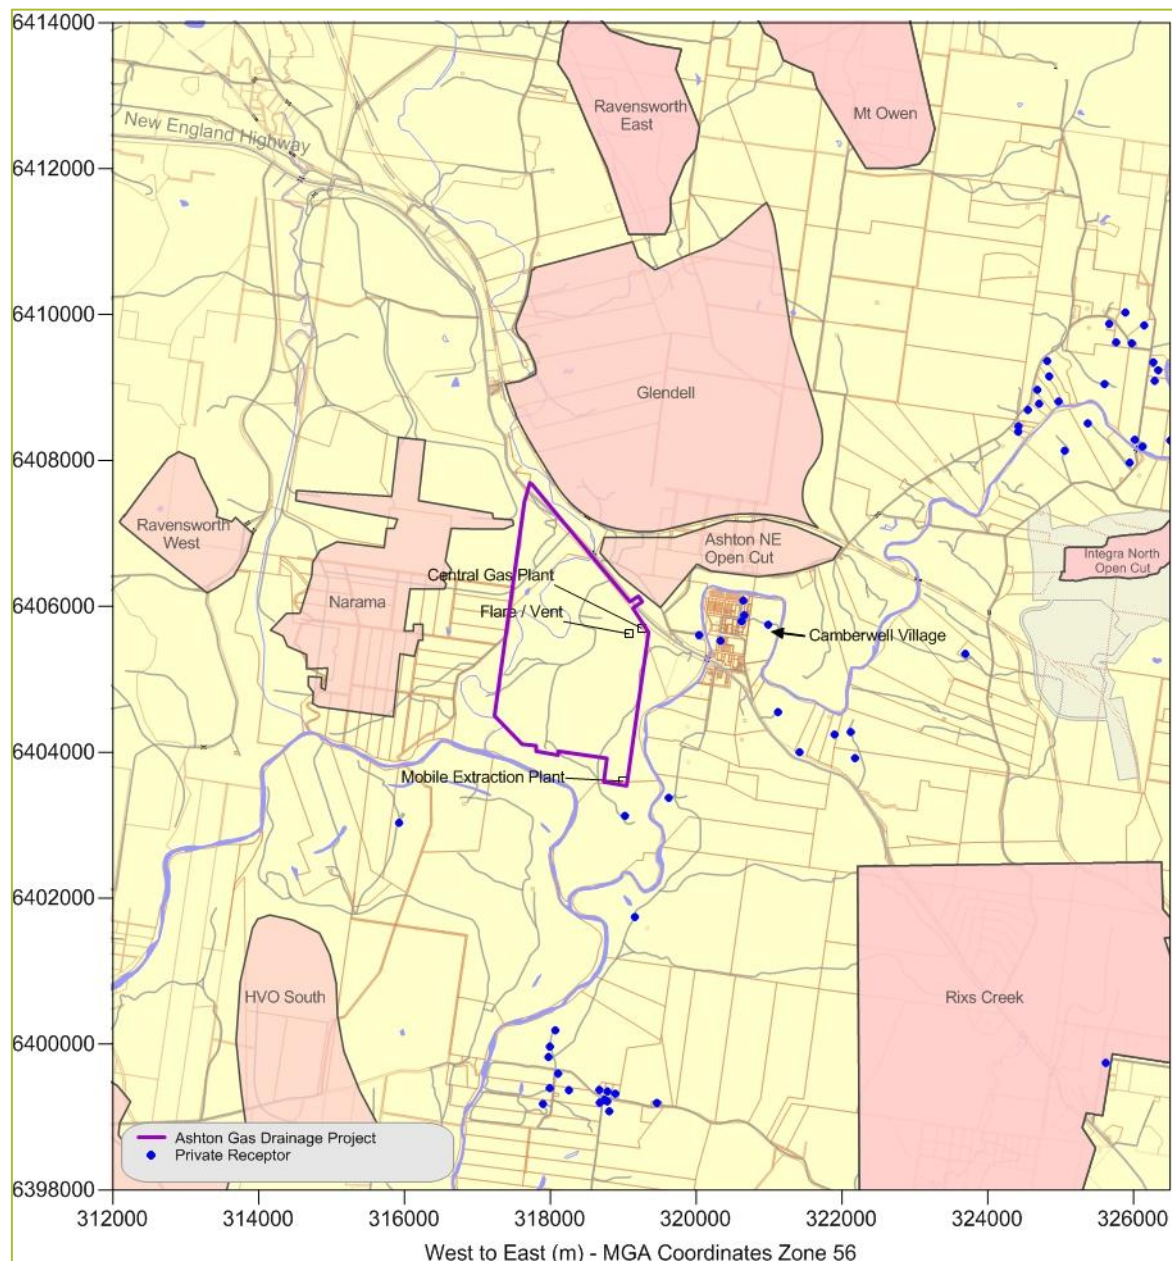 6414000
Ravensworth
East
Mt Owen
New England Highway
6412000
6410000
Glendell
6408000
Ravensworth
West
Ashton NE
Open Cut
Integra North
Open Cut
Central Gas Plant
6406000
Narama
Flare / Vent
Camberwell Village
6404000
Mobile Extraction Plant
6402000
HVO South
Rixs Creek
6400000
Ashton Gas Drainage Project
Private Receptor
6398000
312000 314000 316000 318000 320000 322000 324000 326000
West to East (m) - MGA Coordinates Zone 56